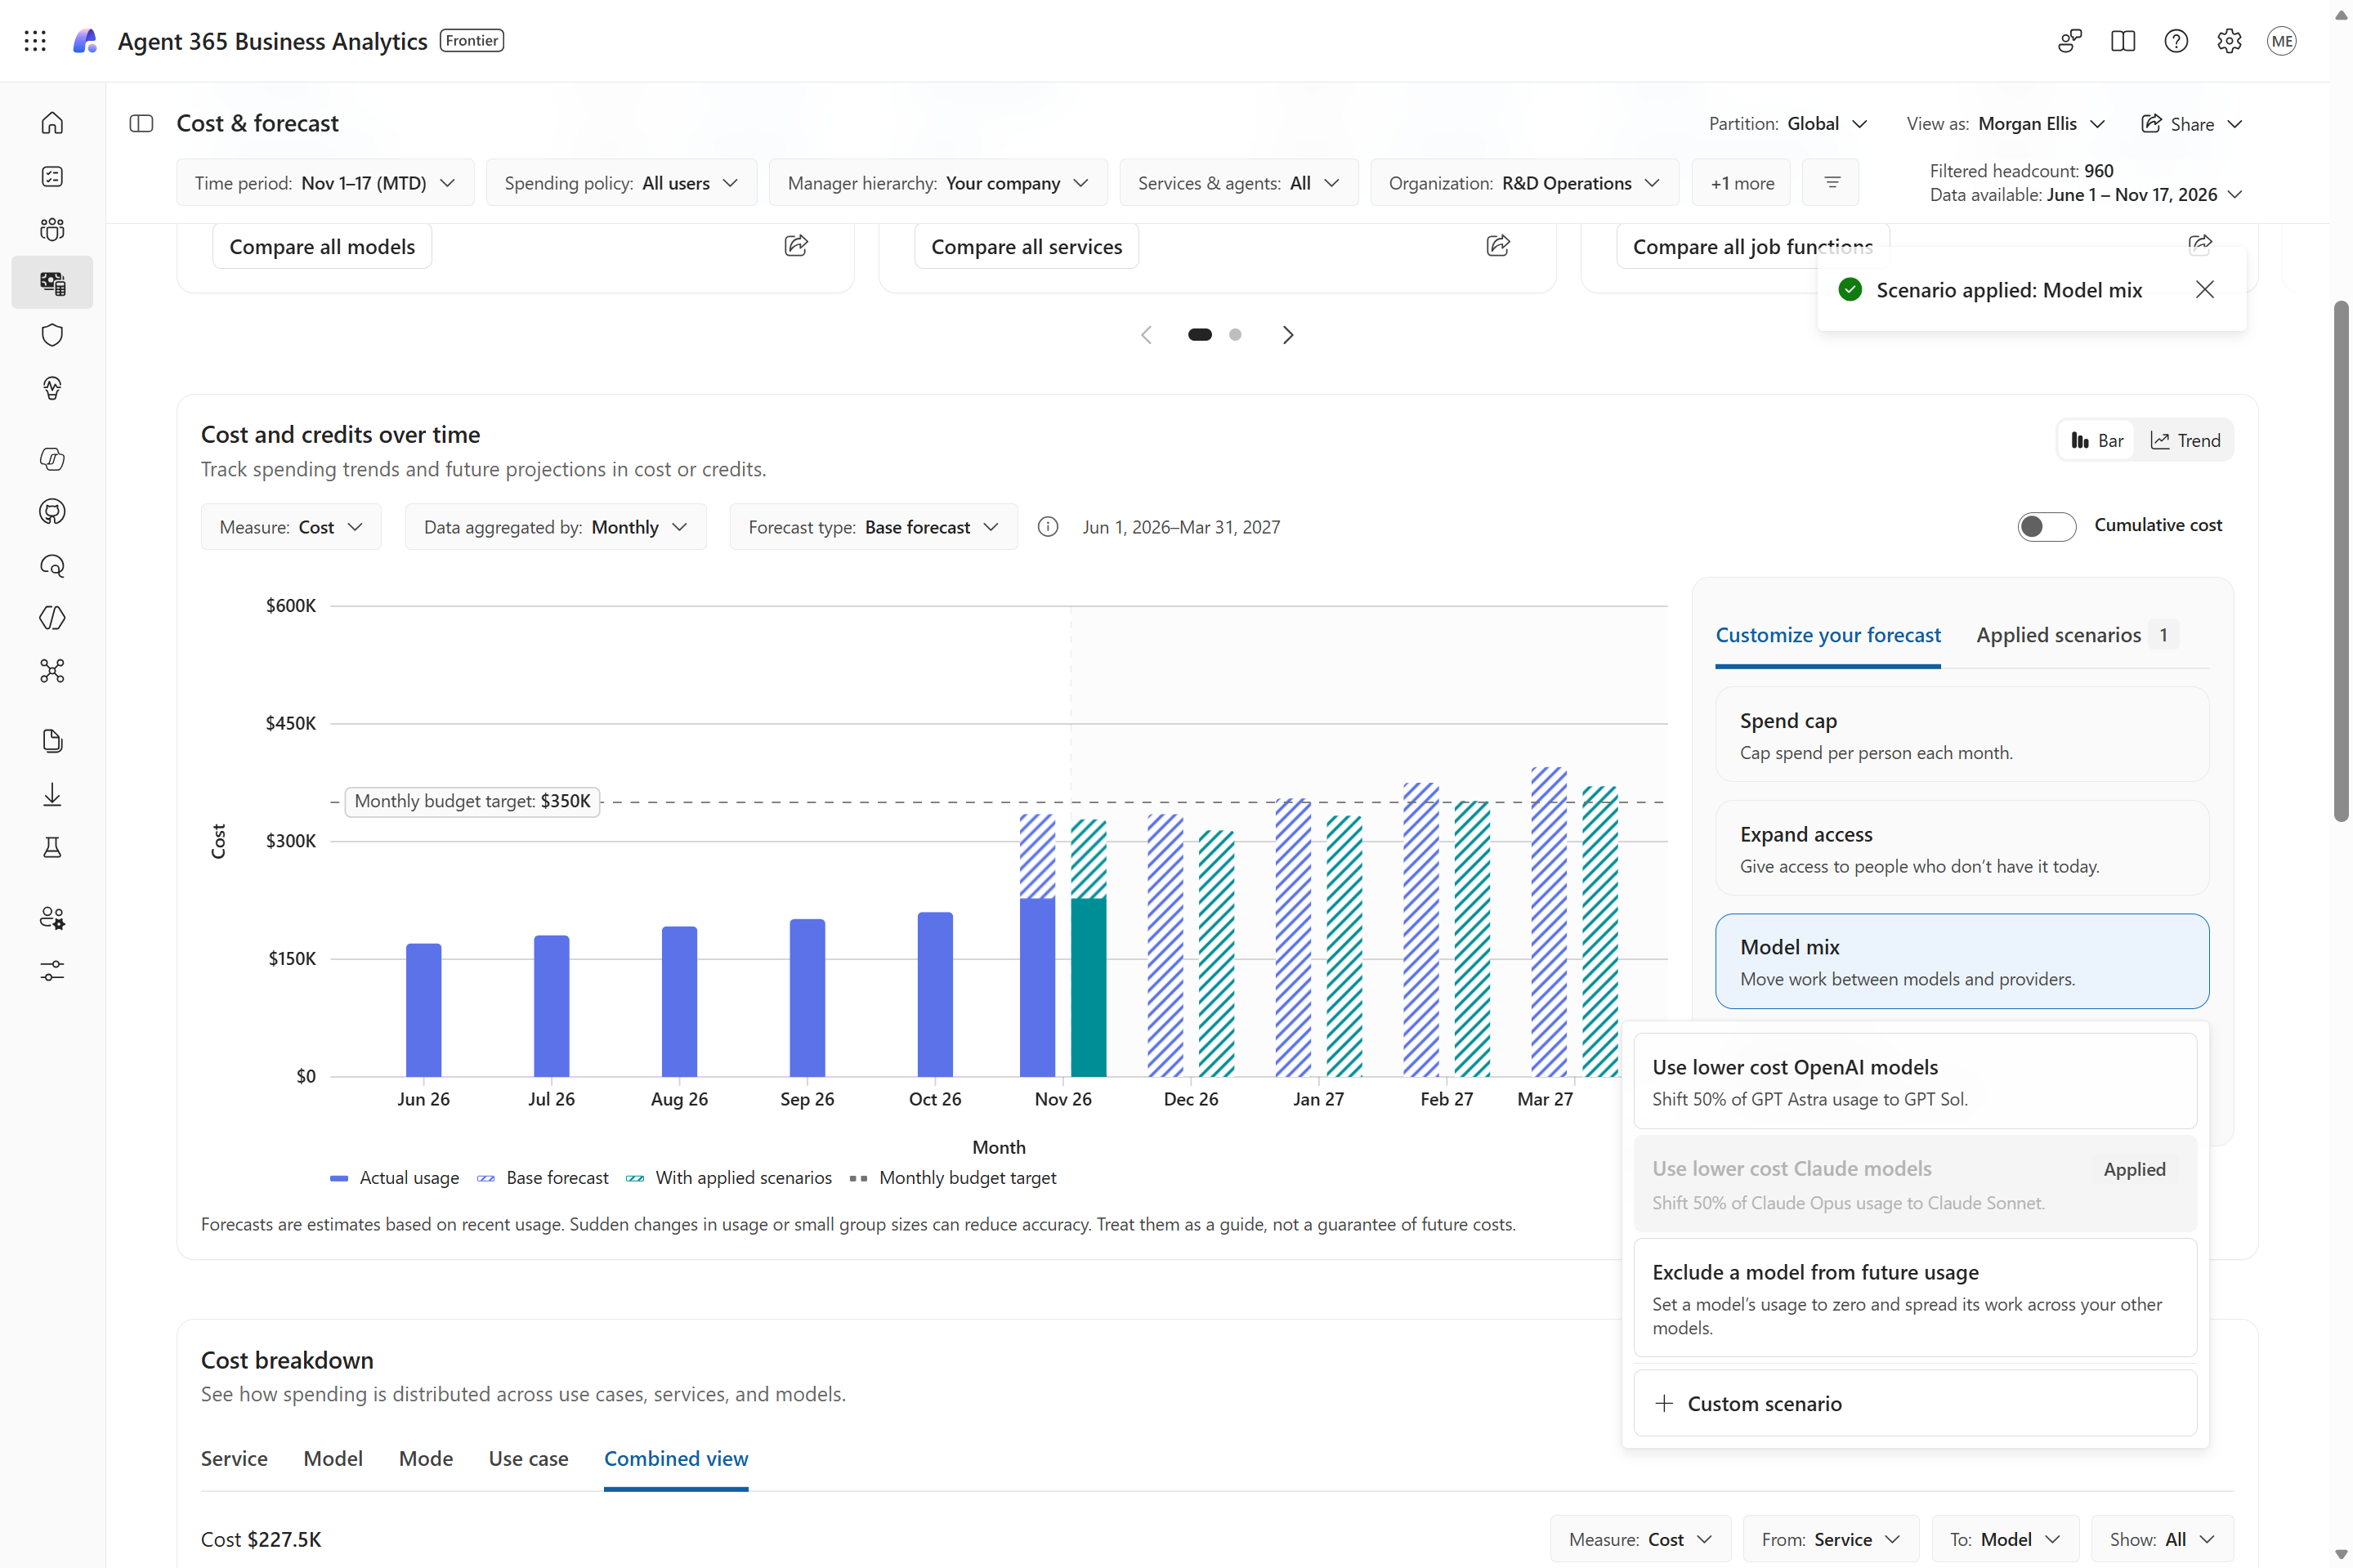 Agent 365 Business Analytics Frontier
ME
Cost & forecast
Partition: Global
View as: Morgan Ellis
Share
Time period: Nov 1–17 (MTD)
Spending policy: All users
Manager hierarchy: Your company
Services & agents: All
Organization: R&D Operations
+1 more
Filtered headcount: 960
Data available: June 1 – Nov 17, 2026
Compare all models
Compare all services
Compare all job functions
Scenario applied: Model mix
Cost and credits over time
Track spending trends and future projections in cost or credits.
Bar
Trend
Measure: Cost
Data aggregated by: Monthly
Forecast type: Base forecast
Jun 1, 2026–Mar 31, 2027
Cumulative cost
$600K
$450K
Monthly budget target: $350K
$300K
$150K
$0
Cost
Jun 26
Jul 26
Aug 26
Sep 26
Oct 26
Nov 26
Dec 26
Jan 27
Feb 27
Mar 27
Month
Actual usage
Base forecast
With applied scenarios
Monthly budget target
Forecasts are estimates based on recent usage. Sudden changes in usage or small group sizes can reduce accuracy. Treat them as a guide, not a guarantee of future costs.
Customize your forecast
Applied scenarios 1
Spend cap
Cap spend per person each month.
Expand access
Give access to people who don’t have it today.
Model mix
Move work between models and providers.
Use lower cost OpenAI models
Shift 50% of GPT Astra usage to GPT Sol.
Use lower cost Claude models
Applied
Shift 50% of Claude Opus usage to Claude Sonnet.
Exclude a model from future usage
Set a model’s usage to zero and spread its work across your other
models.
Custom scenario
Cost breakdown
See how spending is distributed across use cases, services, and models.
Service
Model
Mode
Use case
Combined view
Cost $227.5K
Measure: Cost
From: Service
To: Model
Show: All